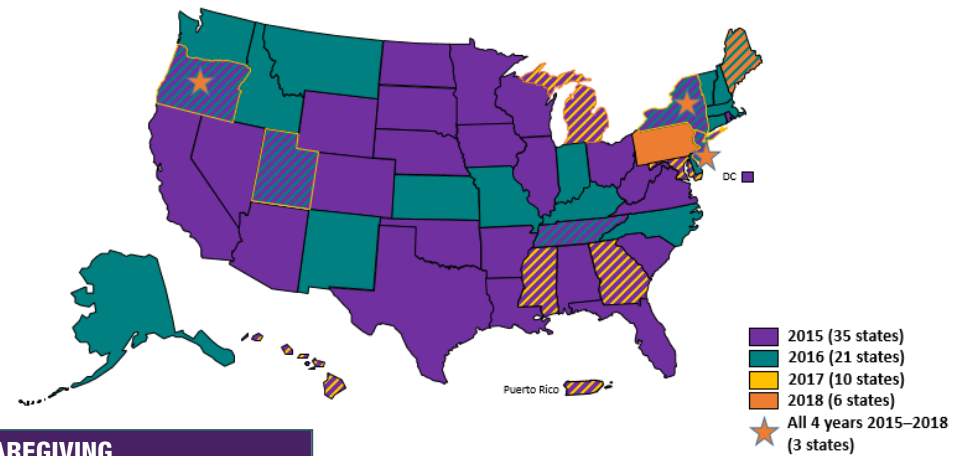 DC
Puerto Rico
2015 (35 states)
2016 (21 states)
2017 (10 states)
2018 (6 states)
All 4 years 2015–2018
(3 states)
AREGIVING